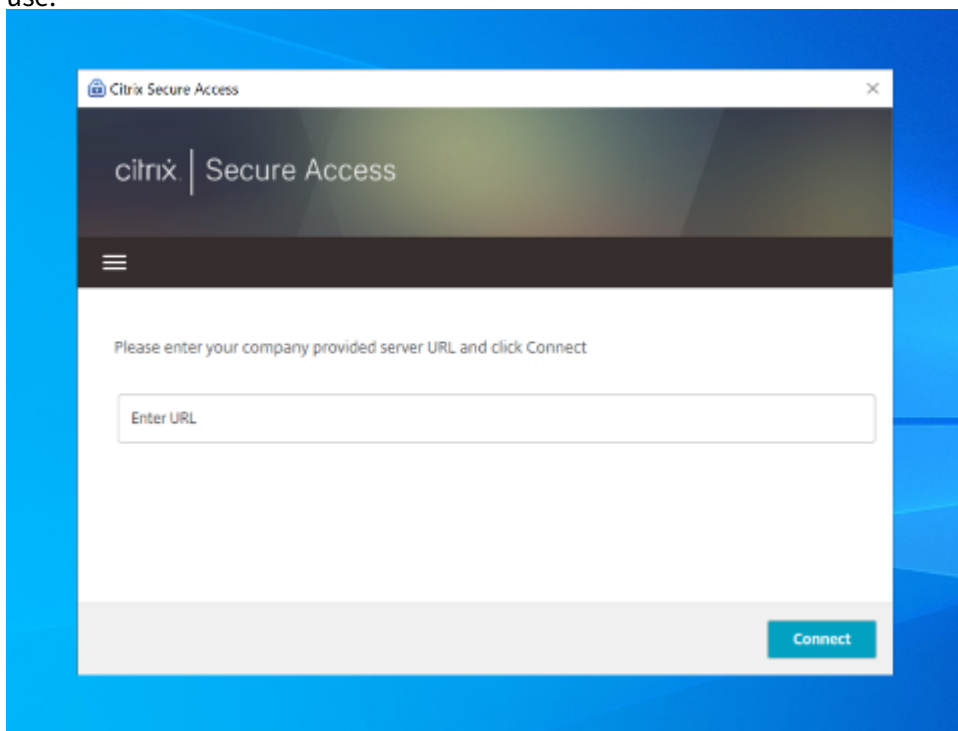 use.
Citrix Secure Access
citrix | Secure Access
Please enter your company provided server URL and click Connect
Enter URL
Connect